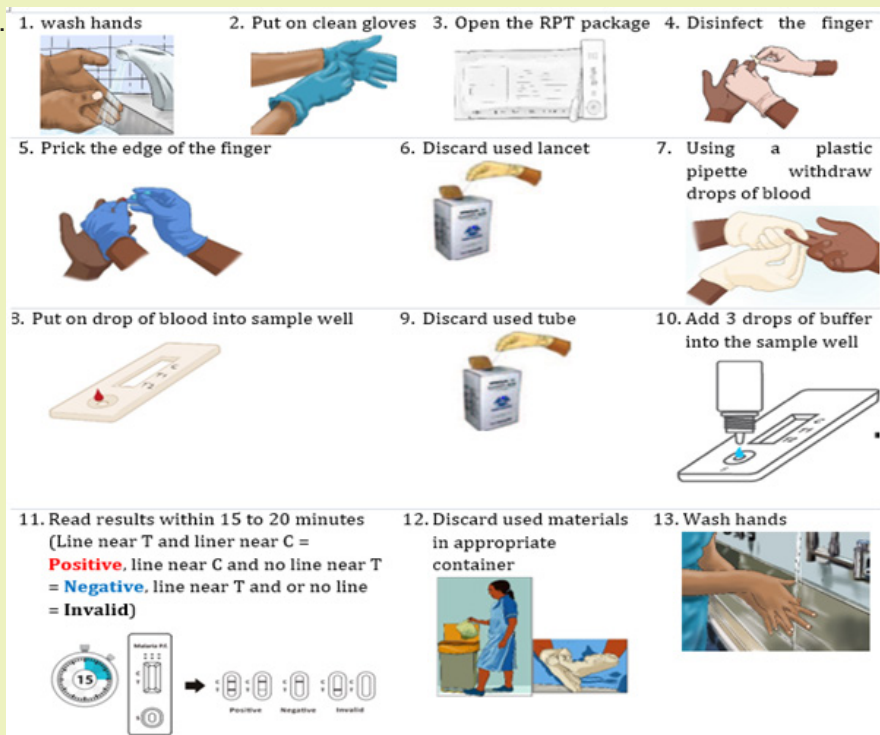 1. wash hands
2. Put on clean gloves
3. Open the RPT package
4. Disinfect the finger
5. Prick the edge of the finger
6. Discard used lancet
7. Using a plastic
pipette withdraw
drops of blood
8. Put on drop of blood into sample well
9. Discard used tube
10. Add 3 drops of buffer
into the sample well
11. Read results within 15 to 20 minutes
(Line near T and liner near C =
Positive, line near C and no line near T
= Negative, line near T and or no line
= Invalid)
15
Positive
Negative
Invalid
12. Discard used materials
in appropriate
container
13. Wash hands